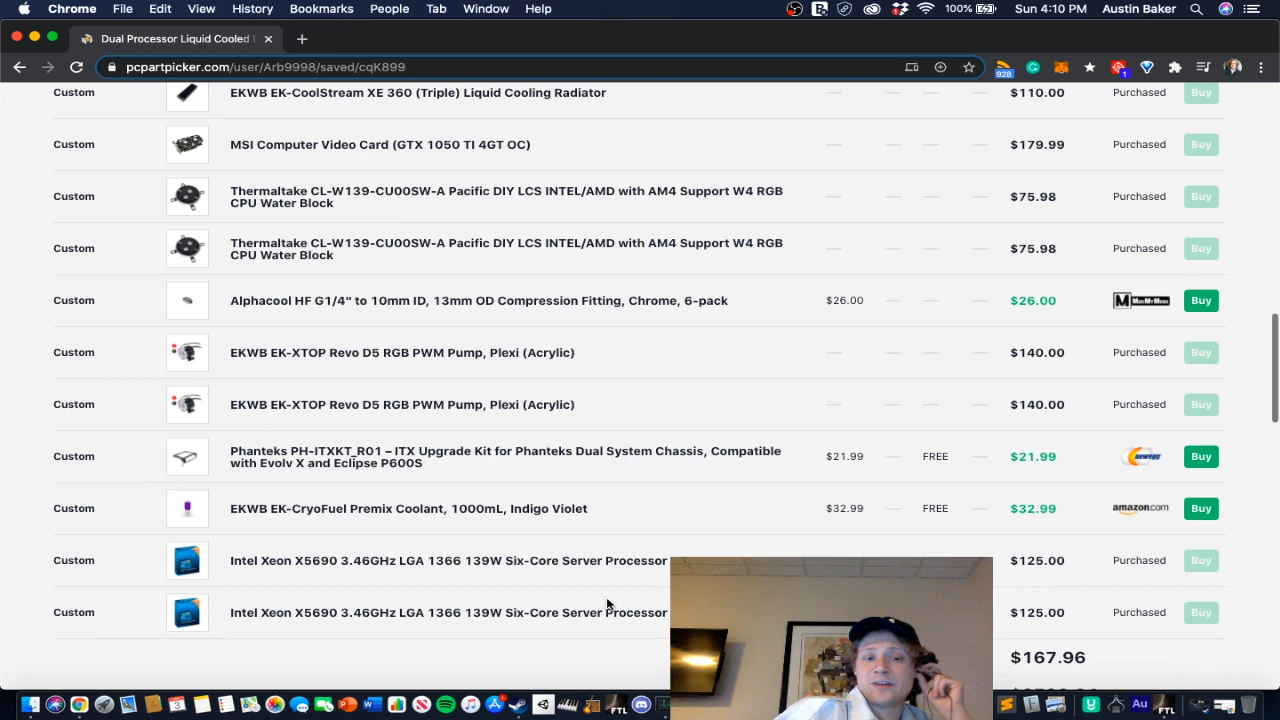 Chrome File Edit View History Bookmarks People Tab Window Help 100% Sun 4:10 PM Austin Baker
Dual Processor Liquid Cooled
pcpartpicker.com/user/Arb9998/saved/cqK899 928 1
Custom EKWB EK-CoolStream XE 360 (Triple) Liquid Cooling Radiator — — — — $110.00 Purchased Buy
Custom MSI Computer Video Card (GTX 1050 TI 4GT OC) — — — — $179.99 Purchased Buy
Custom Thermaltake CL-W139-CU00SW-A Pacific DIY LCS INTEL/AMD with AM4 Support W4 RGB — — — — $75.98 Purchased Buy
CPU Water Block
Custom Thermaltake CL-W139-CU00SW-A Pacific DIY LCS INTEL/AMD with AM4 Support W4 RGB — — — — $75.98 Purchased Buy
CPU Water Block
Custom Alphacool HF G1/4" to 10mm ID, 13mm OD Compression Fitting, Chrome, 6-pack $26.00 — — — $26.00 Buy
Custom EKWB EK-XTOP Revo D5 RGB PWM Pump, Plexi (Acrylic) — — — — $140.00 Purchased Buy
Custom EKWB EK-XTOP Revo D5 RGB PWM Pump, Plexi (Acrylic) — — — — $140.00 Purchased Buy
Custom Phanteks PH-ITXKT_R01 – ITX Upgrade Kit for Phanteks Dual System Chassis, Compatible $21.99 — FREE — $21.99 newegg Buy
with Evolv X and Eclipse P600S
Custom EKWB EK-CryoFuel Premix Coolant, 1000mL, Indigo Violet $32.99 — FREE — $32.99 amazon.com Buy
Custom Intel Xeon X5690 3.46GHz LGA 1366 139W Six-Core Server Processor $125.00 Purchased Buy
Custom Intel Xeon X5690 3.46GHz LGA 1366 139W Six-Core Server Processor $125.00 Purchased Buy
$167.96
FTL Au FTL